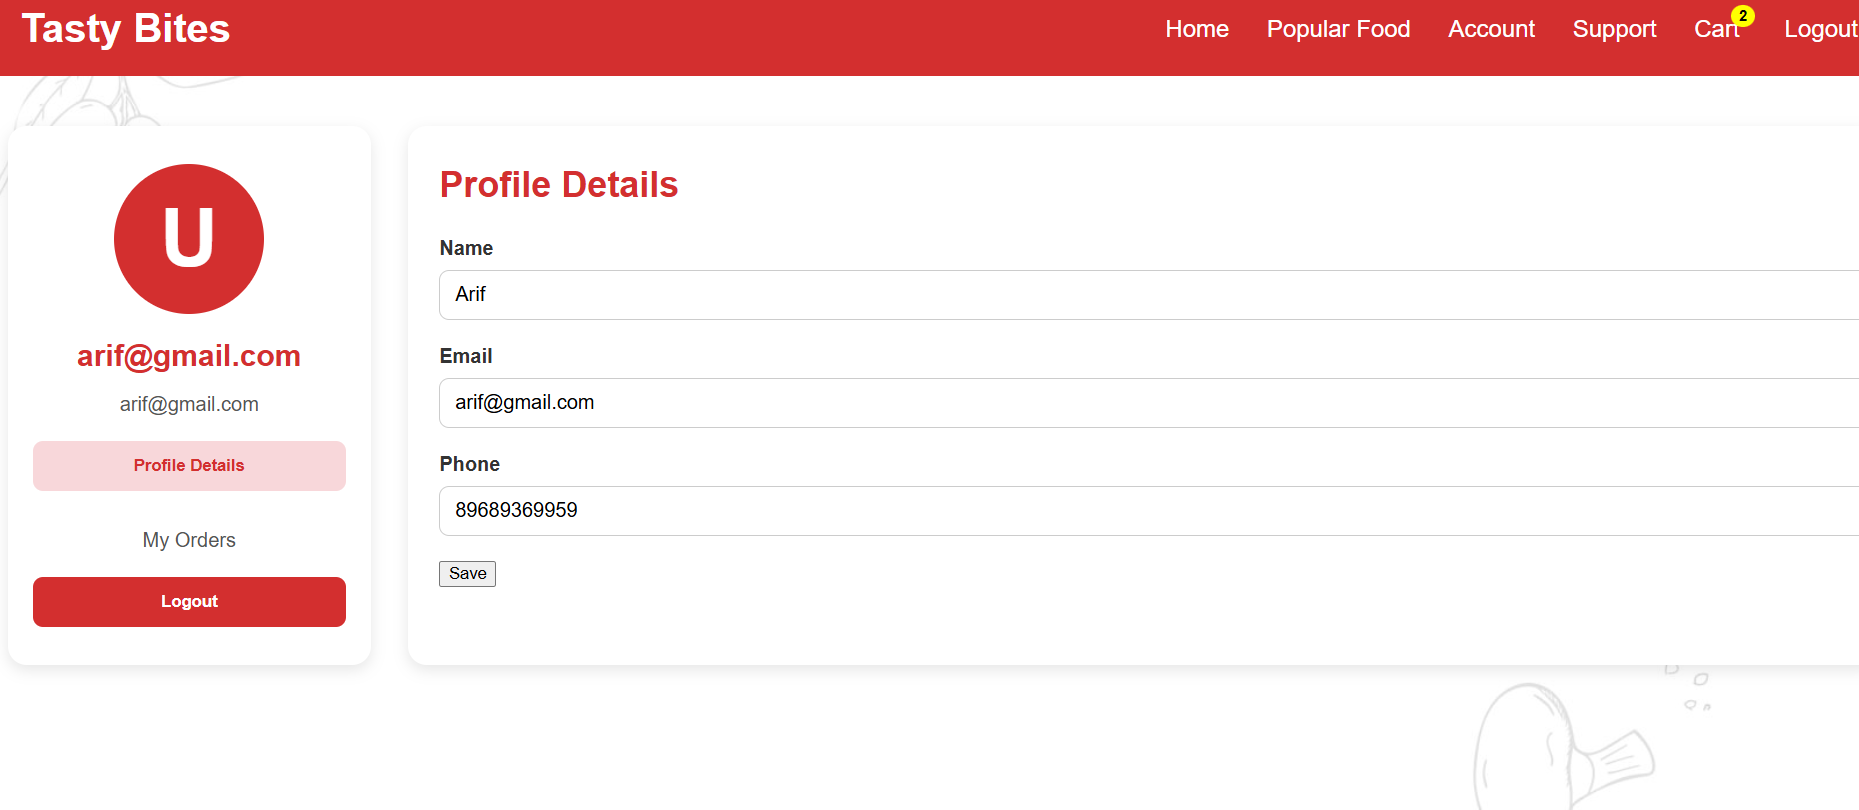 Tasty Bites
Home Popular Food Account Support Cart 2 Logout
U
arif@gmail.com
arif@gmail.com
Profile Details
My Orders
Logout
Profile Details
Name
Arif
Email
arif@gmail.com
Phone
89689369959
Save